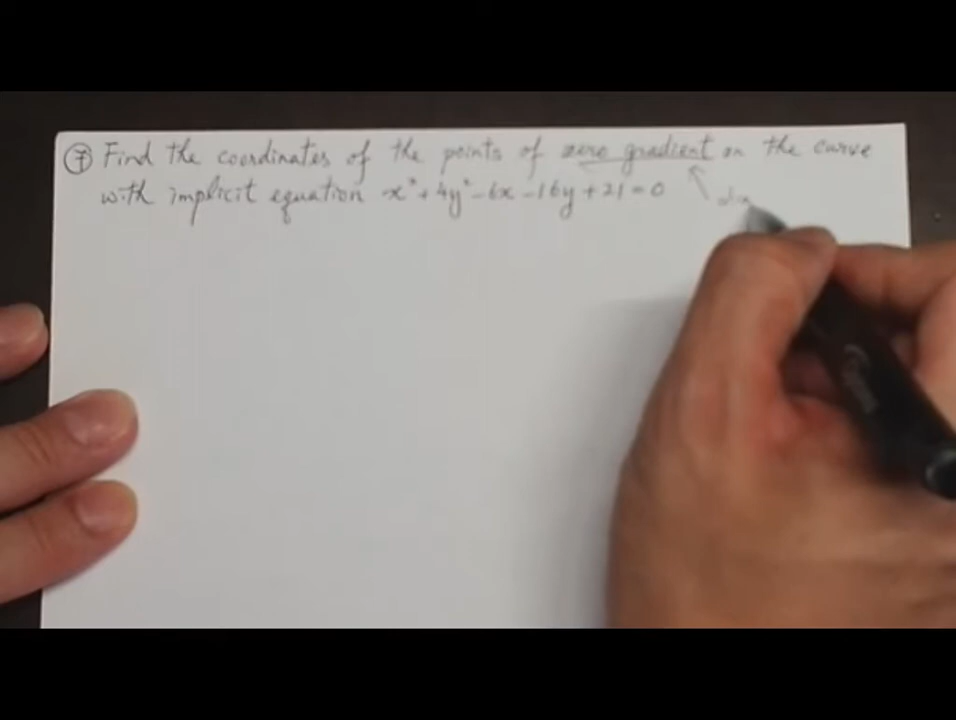 ⑦ Find the coordinates of the points of zero gradient on the curve
with implicit equation x² + 4y² - 6x - 16y + 21 = 0